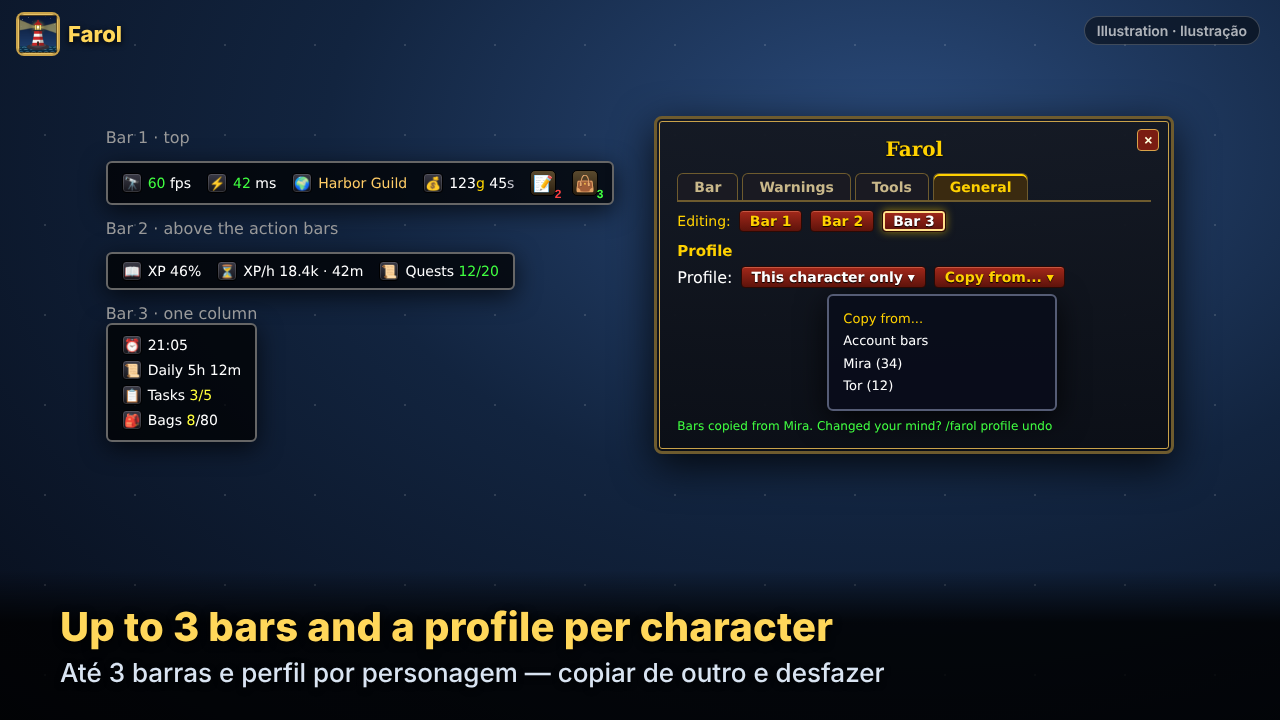 Farol
Illustration · Ilustração
Bar 1 · top
60 fps 42 ms Harbor Guild 123g 45s 2 3
Bar 2 · above the action bars
XP 46% XP/h 18.4k · 42m Quests 12/20
Bar 3 · one column
21:05
Daily 5h 12m
Tasks 3/5
Bags 8/80
Farol
×
Bar Warnings Tools General
Editing: Bar 1 Bar 2 Bar 3
Profile
Profile: This character only ▾ Copy from... ▾
Copy from...
Account bars
Mira (34)
Tor (12)
Bars copied from Mira. Changed your mind? /farol profile undo
Up to 3 bars and a profile per character
Até 3 barras e perfil por personagem — copiar de outro e desfazer